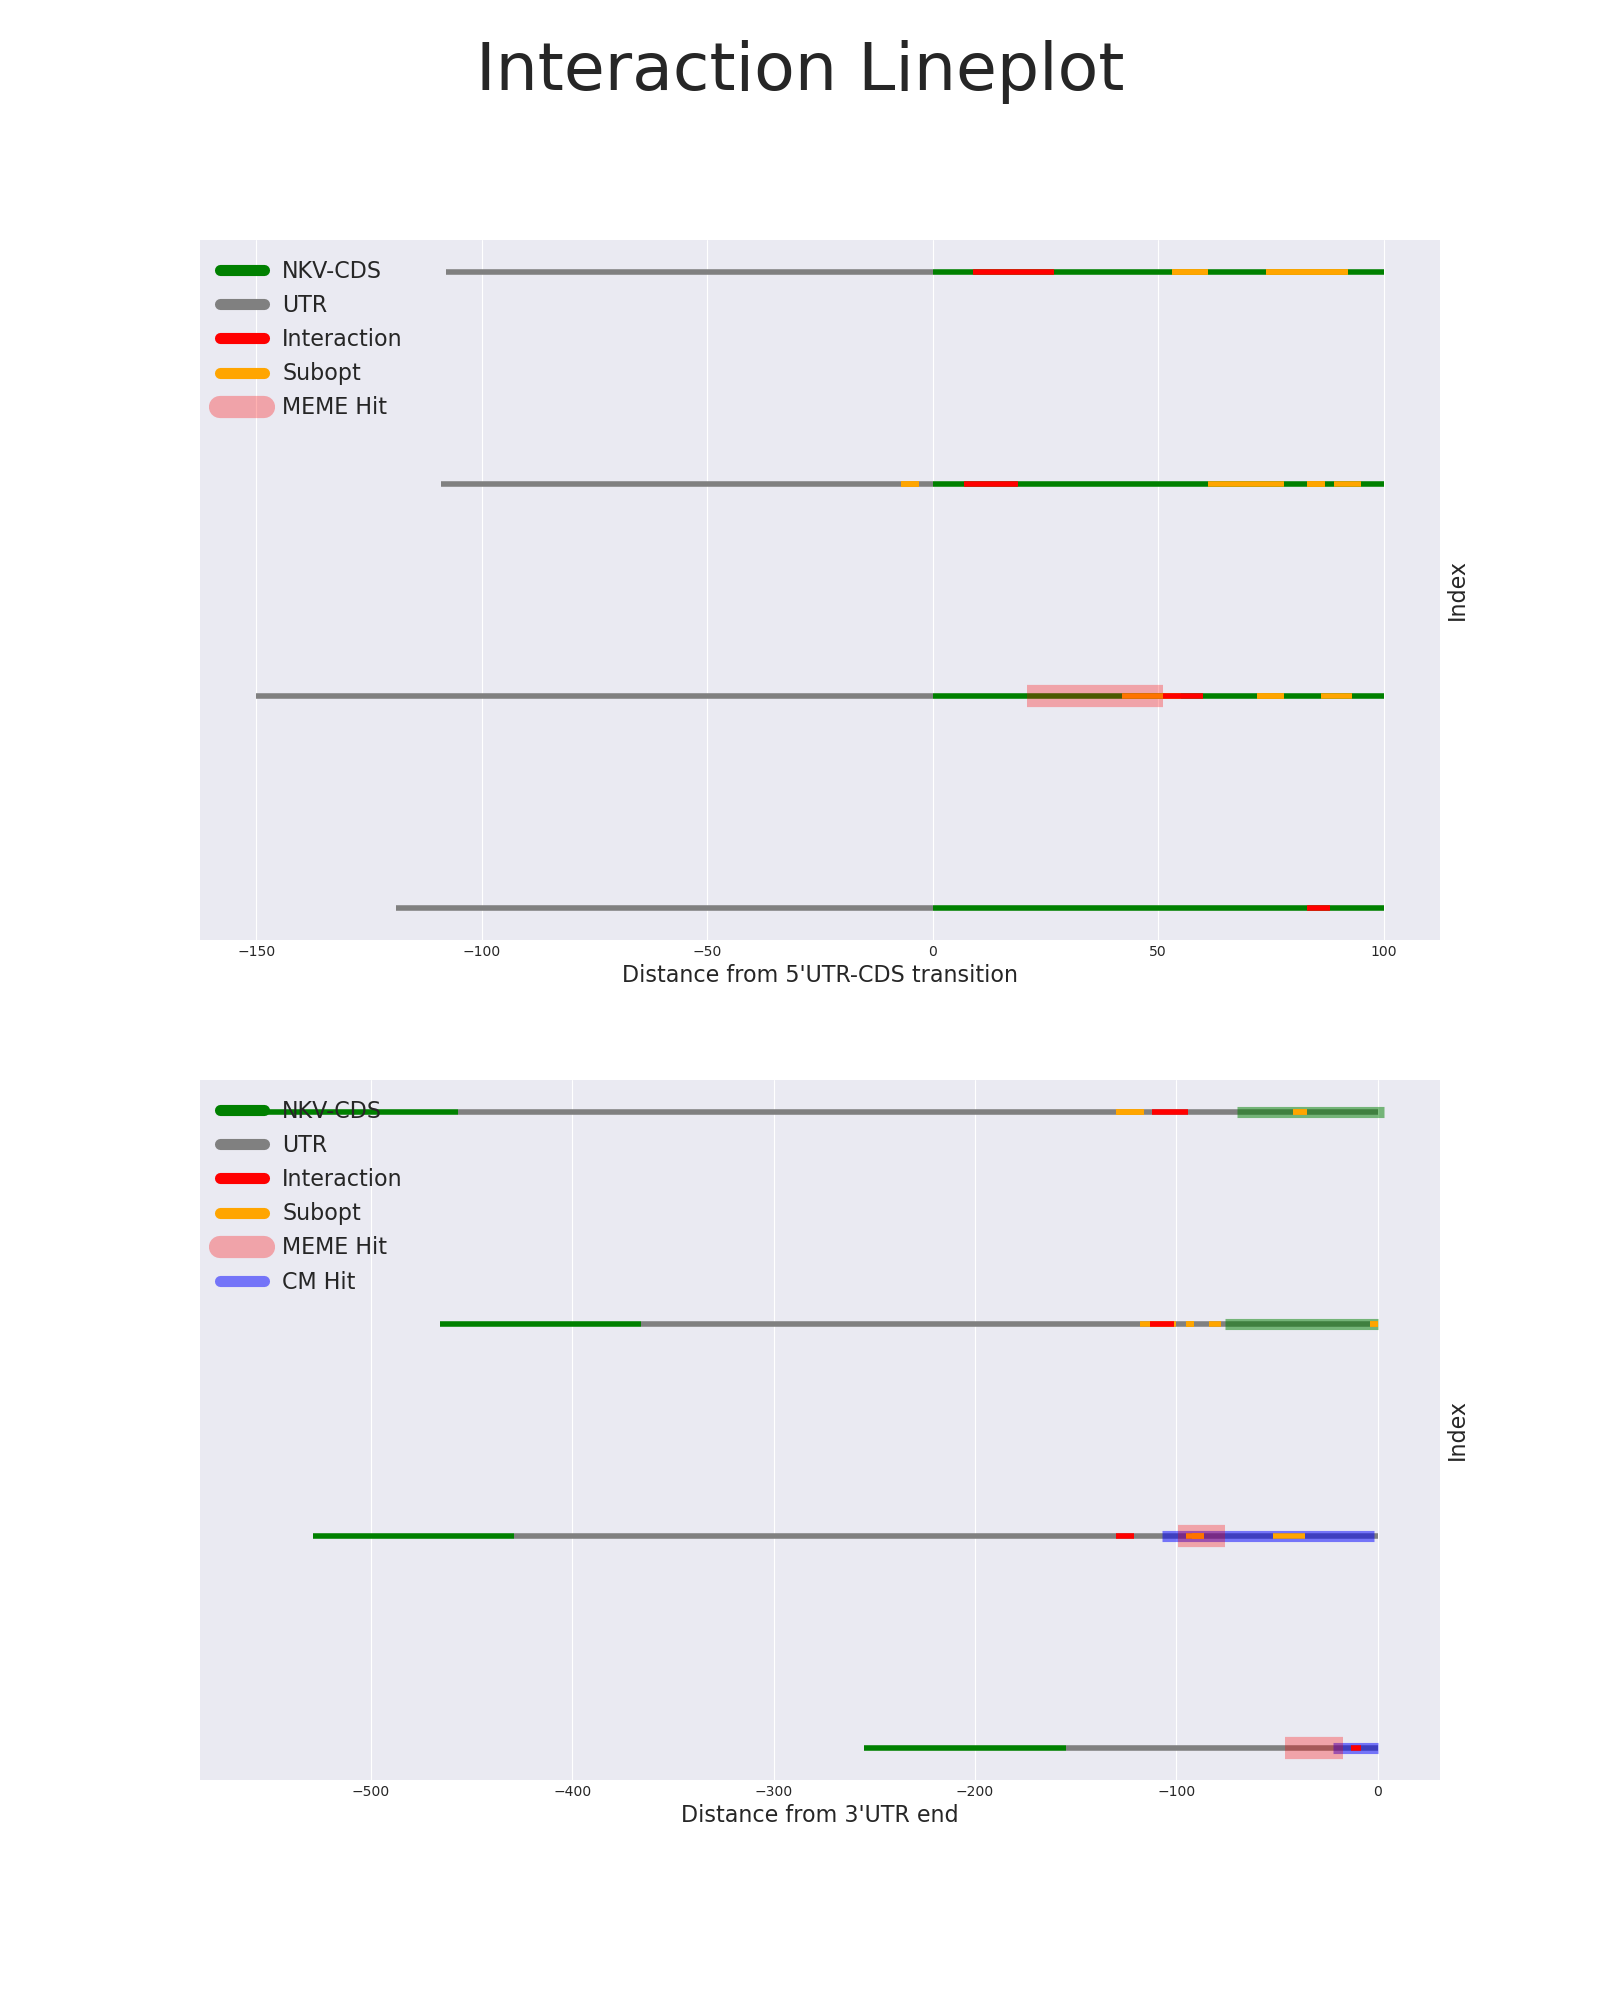 Interaction Lineplot
NKV-CDS
UTR
Interaction
Subopt
MEME Hit
Index
−150 −100 −50 0 50 100
Distance from 5'UTR-CDS transition
NKV-CDS
UTR
Interaction
Subopt
MEME Hit
CM Hit
Index
−500 −400 −300 −200 −100 0
Distance from 3'UTR end